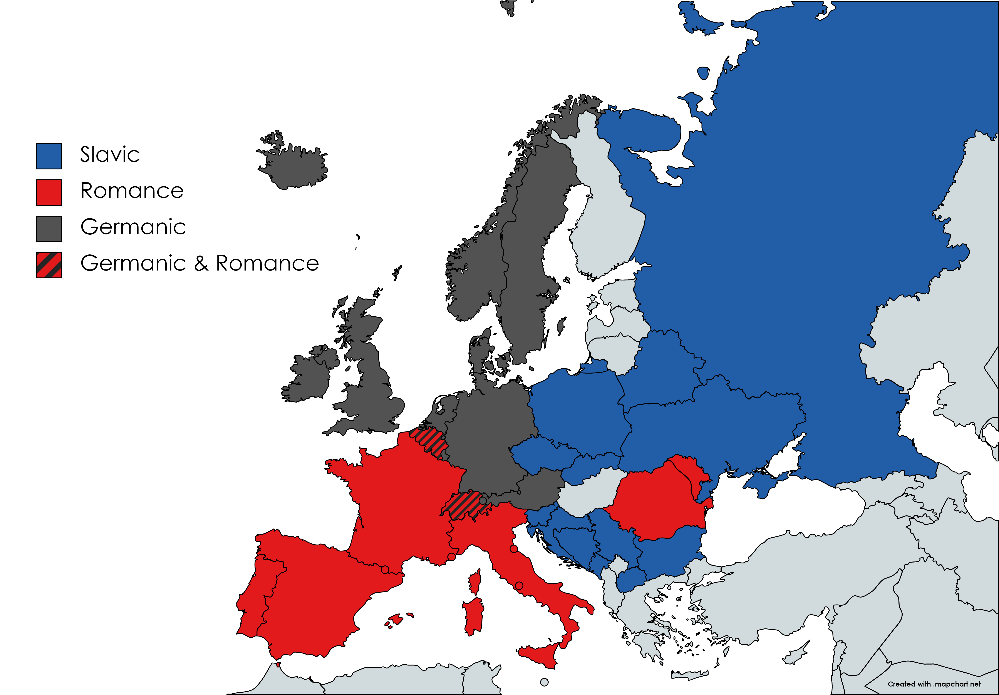 Slavic
Romance
Germanic
Germanic & Romance
Created with .mapchart.net